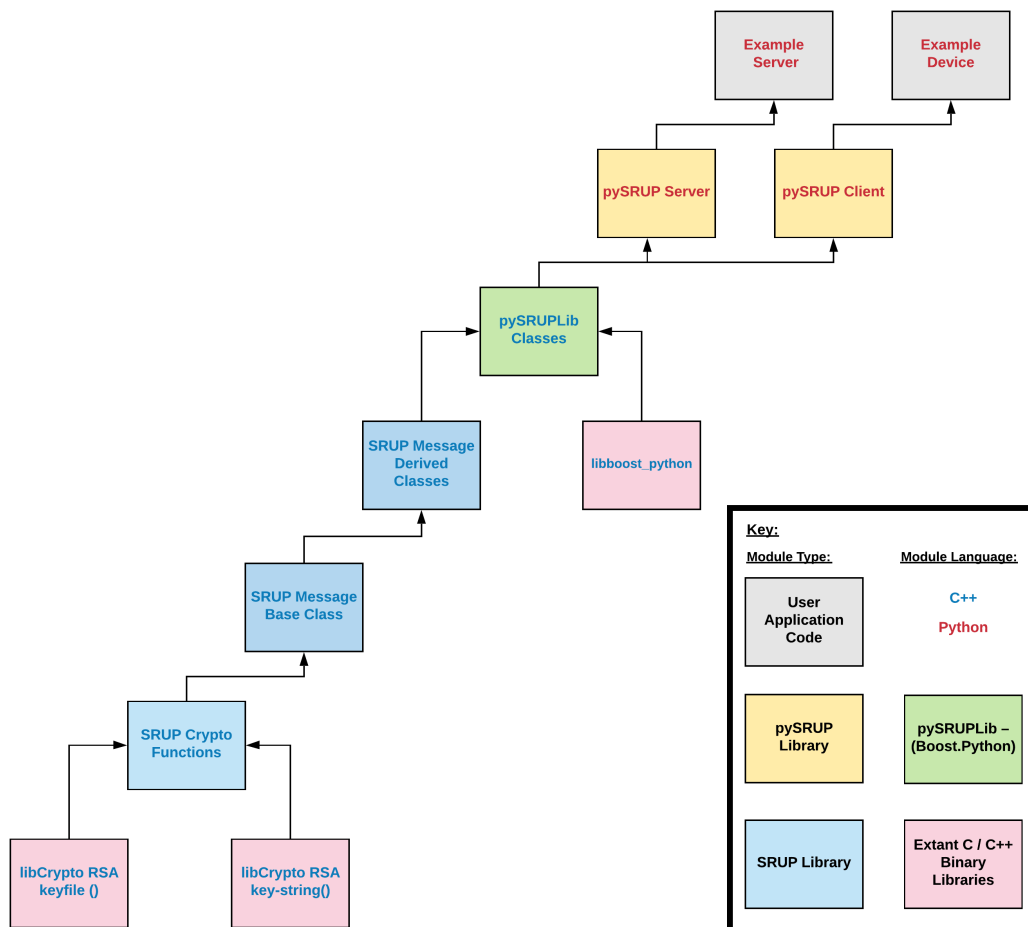 Example
Server
Example
Device
pySRUP Server
pySRUP Client
pySRUPLib
Classes
SRUP Message
Derived
Classes
libboost_python
SRUP Message
Base Class
SRUP Crypto
Functions
libCrypto RSA
keyfile ()
libCrypto RSA
key-string()
Key:
Module Type:
Module Language:
User
Application
Code
C++
Python
pySRUP
Library
pySRUPLib –
(Boost.Python)
SRUP Library
Extant C / C++
Binary
Libraries